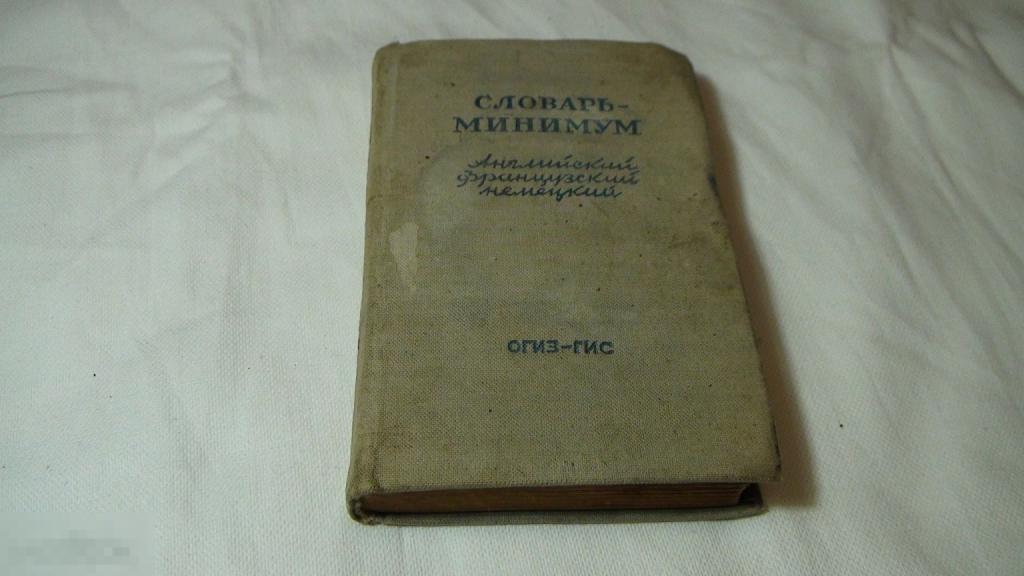 СЛОВАРЬ-
МИНИМУМ
Английский
французский
немецкий
ОГИЗ-ГИС